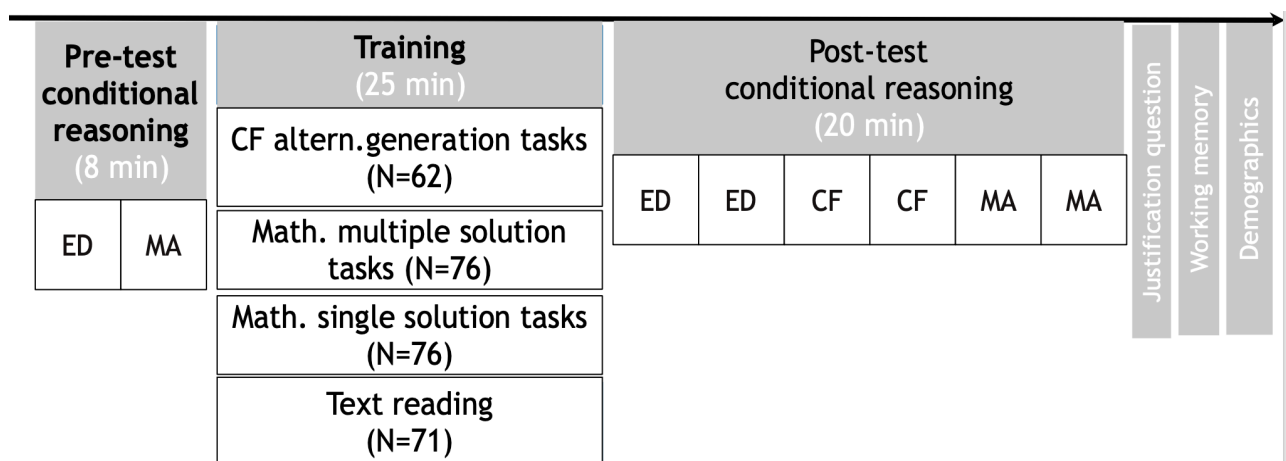 Pre-test
conditional
reasoning
(8 min)
ED
MA
Training
(25 min)
CF altern.generation tasks
(N=62)
Math. multiple solution
tasks (N=76)
Math. single solution tasks
(N=76)
Text reading
(N=71)
Post-test
conditional reasoning
(20 min)
ED
ED
CF
CF
MA
MA
Justification question
Working memory
Demographics